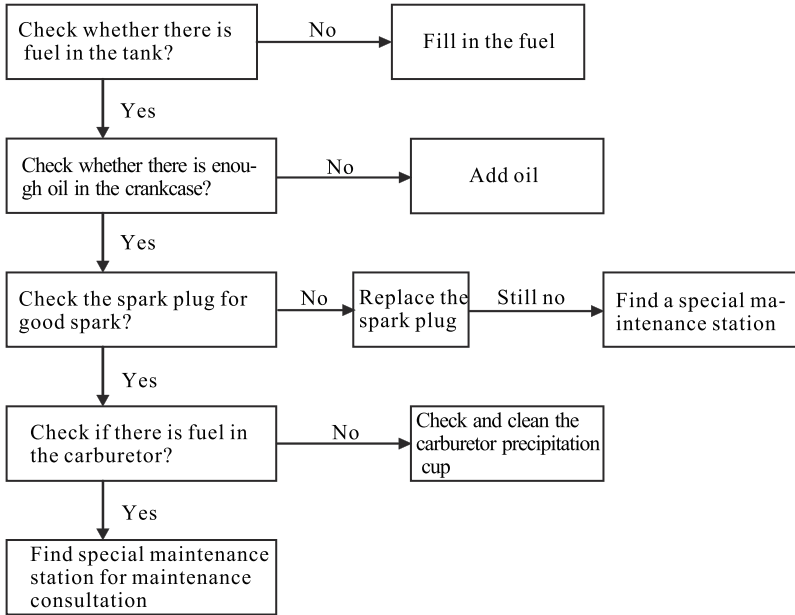 Check whether there is
fuel in the tank?
No
Fill in the fuel
Yes
Check whether there is enou-
gh oil in the crankcase?
No
Add oil
Yes
Check the spark plug for
good spark?
No
Replace the
spark plug
Still no
Find a special ma-
intenance station
Yes
Check if there is fuel in
the carburetor?
No
Check and clean the
carburetor precipitation
cup
Yes
Find special maintenance
station for maintenance
consultation